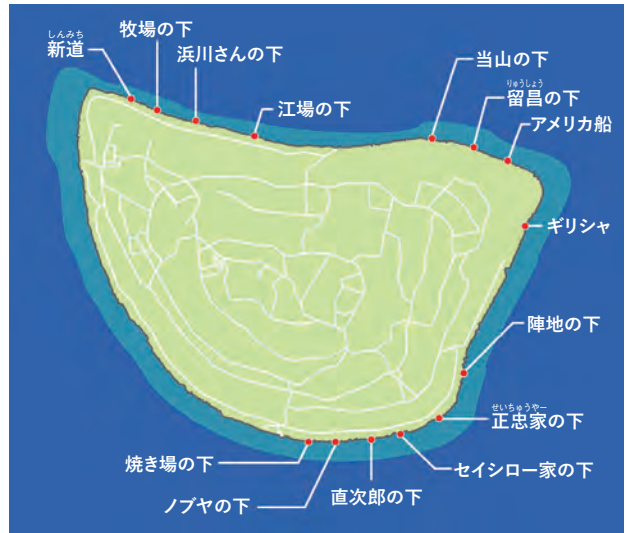 しんみち
新道
牧場の下
浜川さんの下
江場の下
当山の下
りゅうしょう
留昌の下
アメリカ船
ギリシャ
陣地の下
せいちゅうやー
正忠家の下
セイシロー家の下
直次郎の下
ノブヤの下
焼き場の下